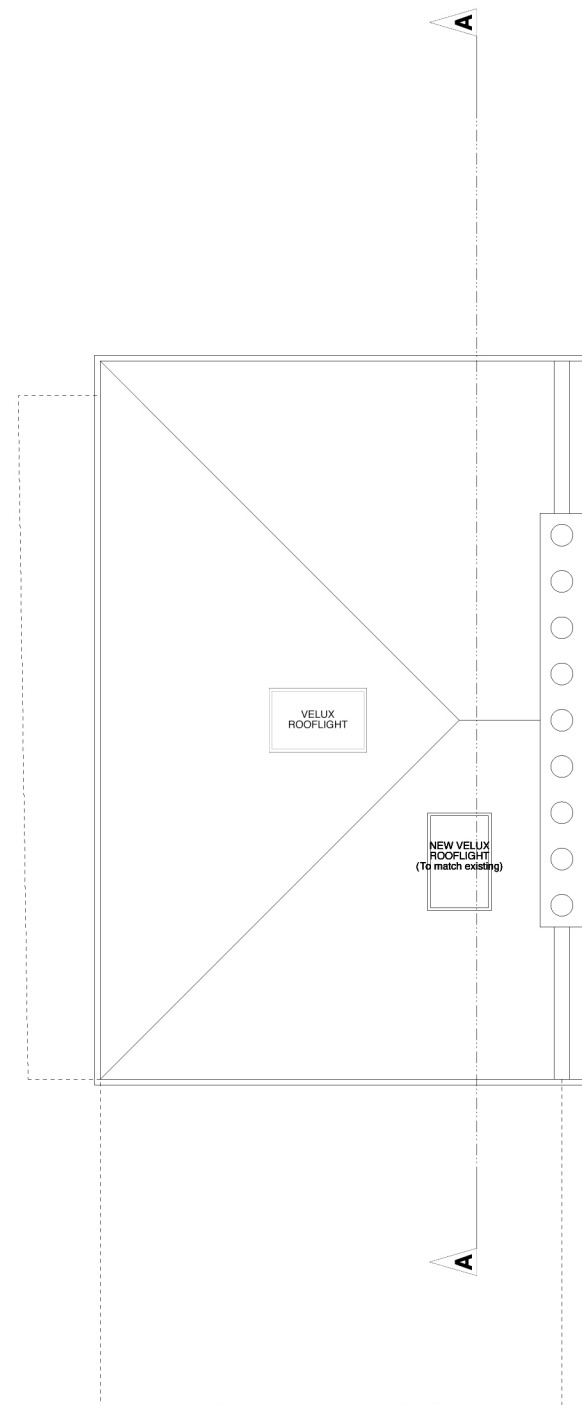 A
VELUX
ROOFLIGHT
NEW VELUX
ROOFLIGHT
(To match existing)
A